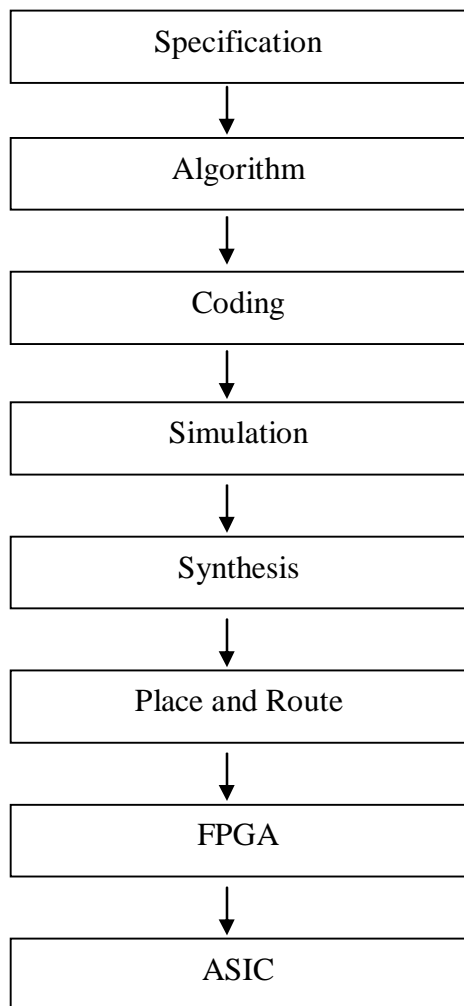 Specification
Algorithm
Coding
Simulation
Synthesis
Place and Route
FPGA
ASIC